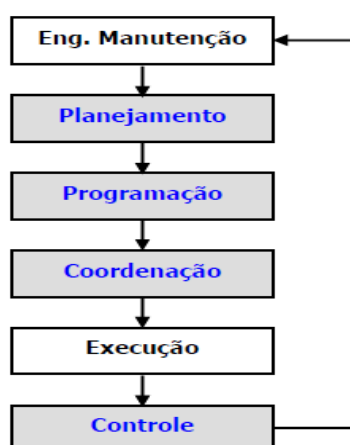 Eng. Manutenção
Planejamento
Programação
Coordenação
Execução
Controle